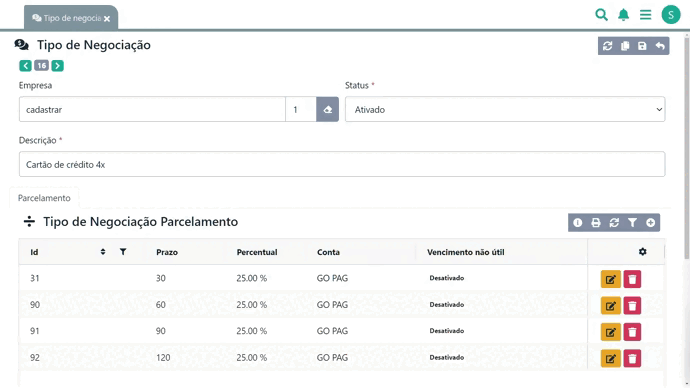 Tipo de negocia
S
Tipo de Negociação
16
Empresa
Status *
cadastrar
1
Ativado
Descrição *
Cartão de crédito 4x
Parcelamento
Tipo de Negociação Parcelamento
Id Prazo Percentual Conta Vencimento não útil
31 30 25.00 % GO PAG Desativado
90 60 25.00 % GO PAG Desativado
91 90 25.00 % GO PAG Desativado
92 120 25.00 % GO PAG Desativado